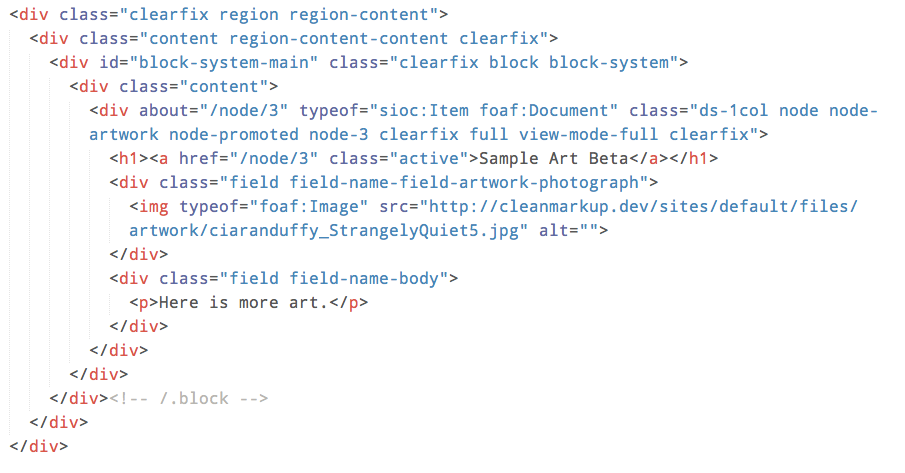 <div class="clearfix region region-content">
<div class="content region-content-content clearfix">
<div id="block-system-main" class="clearfix block block-system">
<div class="content">
<div about="/node/3" typeof="sioc:Item foaf:Document" class="ds-1col node node-
artwork node-promoted node-3 clearfix full view-mode-full clearfix">
<h1><a href="/node/3" class="active">Sample Art Beta</a></h1>
<div class="field field-name-field-artwork-photograph">
<img typeof="foaf:Image" src="http://cleanmarkup.dev/sites/default/files/
artwork/ciaranduffy_StrangelyQuiet5.jpg" alt="">
</div>
<div class="field field-name-body">
<p>Here is more art.</p>
</div>
</div>
</div>
</div><!-- /.block -->
</div>
</div>